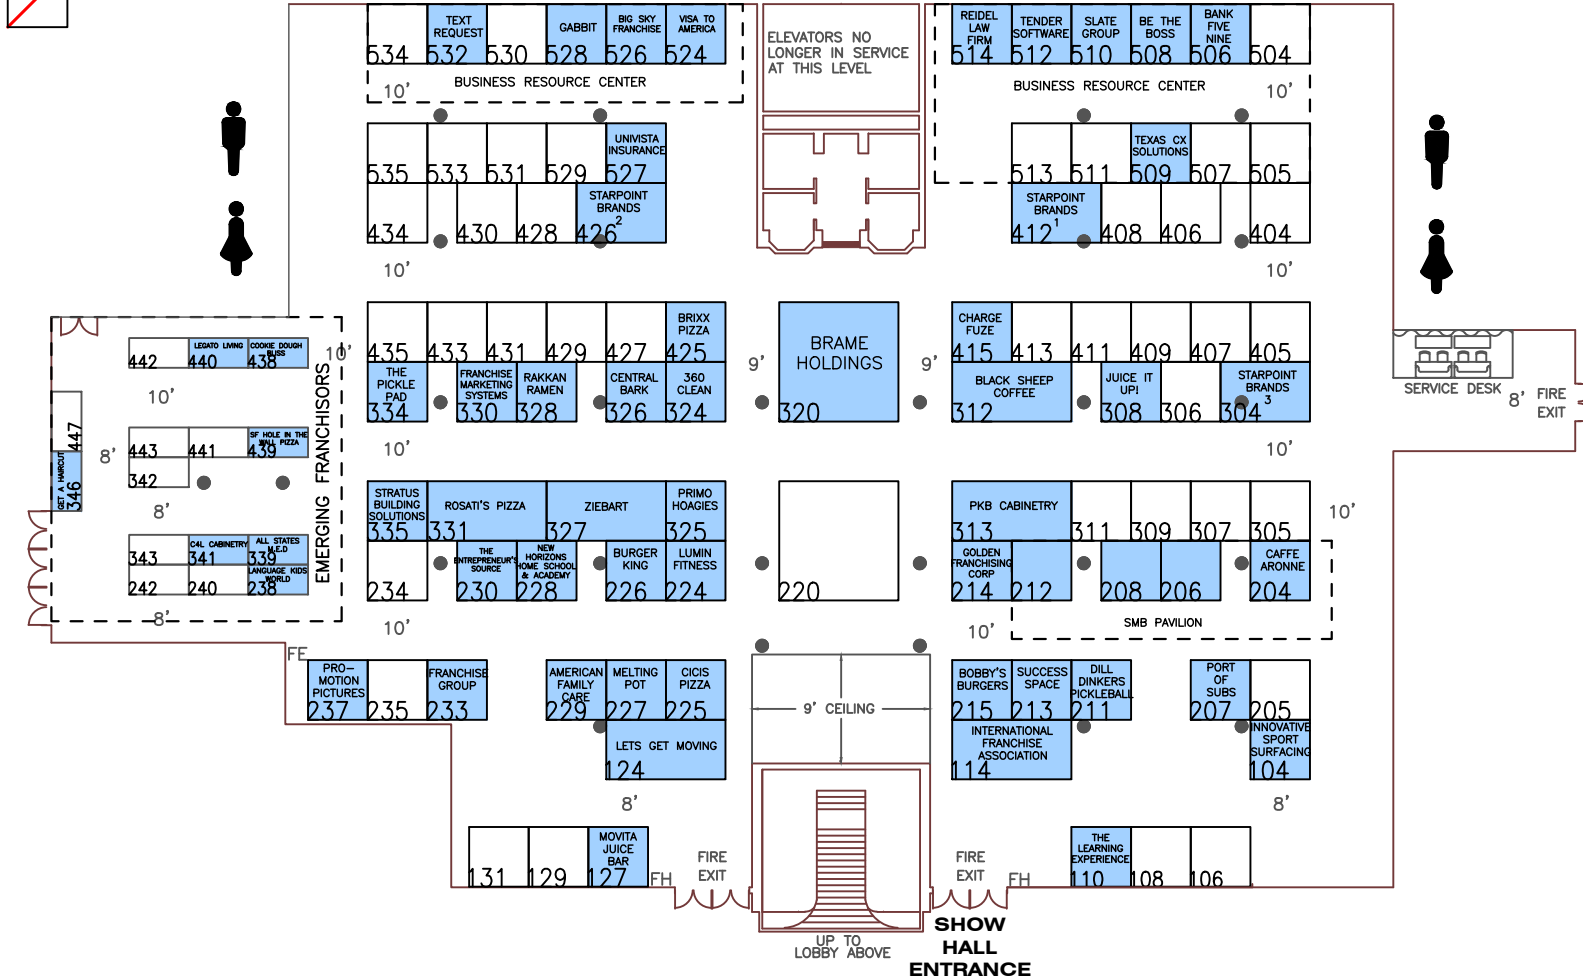 TEXT
REQUEST
GABBIT
BIG SKY
FRANCHISE
VISA TO
AMERICA
534
532
530
528
526
524
BUSINESS RESOURCE CENTER
10'
ELEVATORS NO
LONGER IN SERVICE
AT THIS LEVEL
REIDEL
LAW
FIRM
TENDER
SOFTWARE
SLATE
GROUP
BE THE
BOSS
BANK
FIVE
NINE
514
512
510
508
506
504
BUSINESS RESOURCE CENTER
10'
UNIVISTA
INSURANCE
535
533
531
529
527
STARPOINT
BRANDS
2
434
430
428
426
10'
TEXAS CX
SOLUTIONS
513
511
509
507
505
STARPOINT
BRANDS
1
412
408
406
404
10'
LEGATO LIVING
COOKIE DOUGH
BLISS
442
440
438
10'
10'
447
GET A HAIRCUT
346
8'
SF HOLE IN THE
WALL PIZZA
443
441
439
342
8'
C4L CABINETRY
ALL STATES
M.E.D
343
341
339
LANGUAGE KIDS
WORLD
242
240
238
8'
EMERGING FRANCHISORS
BRIXX
PIZZA
435
433
431
429
427
425
THE
PICKLE
PAD
FRANCHISE
MARKETING
SYSTEMS
RAKKAN
RAMEN
CENTRAL
BARK
360
CLEAN
334
330
328
326
324
10'
9'
BRAME
HOLDINGS
320
9'
CHARGE
FUZE
415
413
411
409
407
405
BLACK SHEEP
COFFEE
JUICE IT
UP!
STARPOINT
BRANDS
3
312
308
306
304
10'
SERVICE DESK
8'
FIRE
EXIT
STRATUS
BUILDING
SOLUTIONS
ROSATI'S PIZZA
ZIEBART
PRIMO
HOAGIES
335
331
327
325
THE
ENTREPRENEUR'S
SOURCE
NEW
HORIZONS
HOME SCHOOL
& ACADEMY
BURGER
KING
LUMIN
FITNESS
234
230
228
226
224
10'
220
PKB CABINETRY
313
311
309
307
305
10'
GOLDEN
FRANCHISING
CORP
CAFFE
ARONNE
214
212
208
206
204
SMB PAVILION
10'
FE
PRO-
MOTION
PICTURES
FRANCHISE
GROUP
237
235
233
AMERICAN
FAMILY
CARE
MELTING
POT
CICIS
PIZZA
229
227
225
LETS GET MOVING
124
8'
9' CEILING
BOBBY'S
BURGERS
SUCCESS
SPACE
DILL
DINKERS
PICKLEBALL
PORT
OF
SUBS
215
213
211
207
205
INTERNATIONAL
FRANCHISE
ASSOCIATION
114
INNOVATIVE
SPORT
SURFACING
104
8'
MOVITA
JUICE
BAR
131
129
127
FH
FIRE
EXIT
FIRE
EXIT
FH
THE
LEARNING
EXPERIENCE
110
108
106
UP TO
LOBBY ABOVE
SHOW
HALL
ENTRANCE